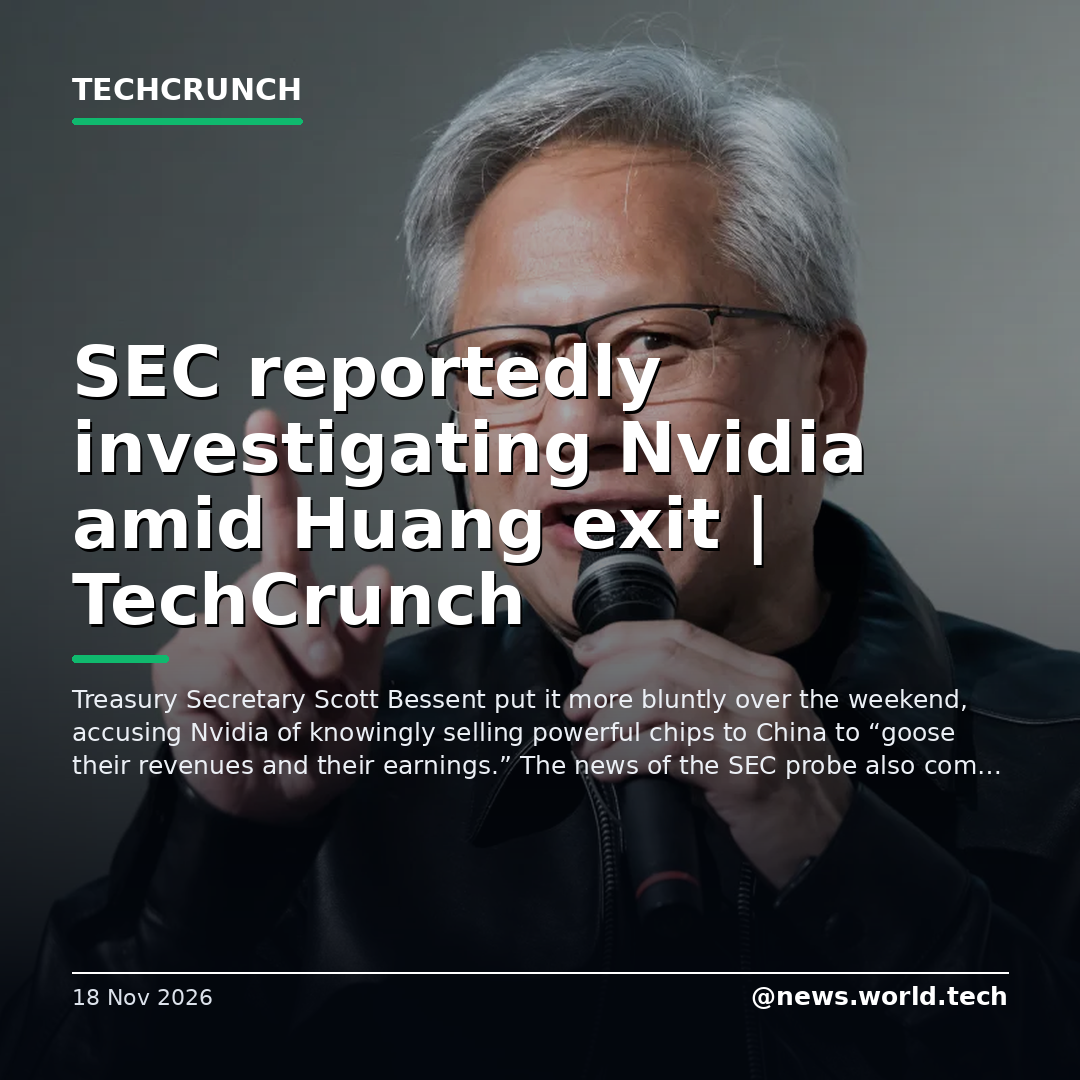 TECHCRUNCH
SEC reportedly
investigating Nvidia
amid Huang exit |
TechCrunch
Treasury Secretary Scott Bessent put it more bluntly over the weekend,
accusing Nvidia of knowingly selling powerful chips to China to “goose
their revenues and their earnings.” The news of the SEC probe also com...
18 Nov 2026
@news.world.tech